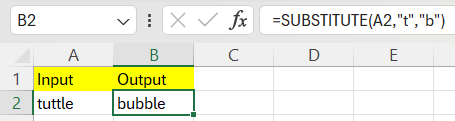 B2 fx =SUBSTITUTE(A2,"t","b")
A B C D E
1 Input Output
2 tuttle bubble